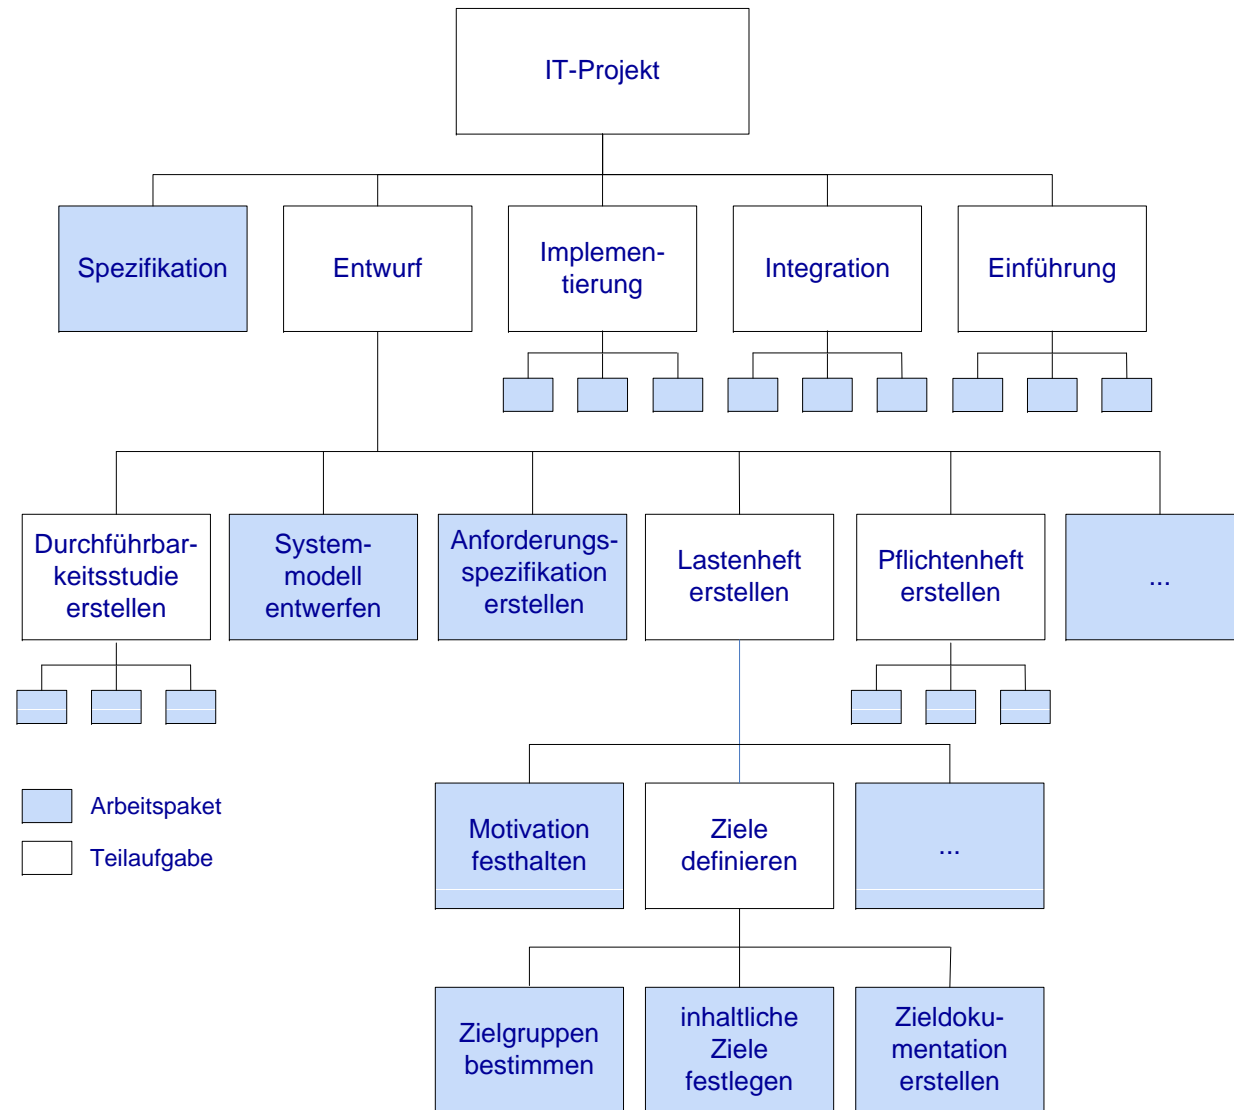 IT-Projekt
Spezifikation
Entwurf
Implemen-
tierung
Integration
Einführung
Durchführbar-
keitsstudie
erstellen
System-
modell
entwerfen
Anforderungs-
spezifikation
erstellen
Lastenheft
erstellen
Pflichtenheft
erstellen
...
Arbeitspaket
Teilaufgabe
Motivation
festhalten
Ziele
definieren
...
Zielgruppen
bestimmen
inhaltliche
Ziele
festlegen
Zieldoku-
mentation
erstellen